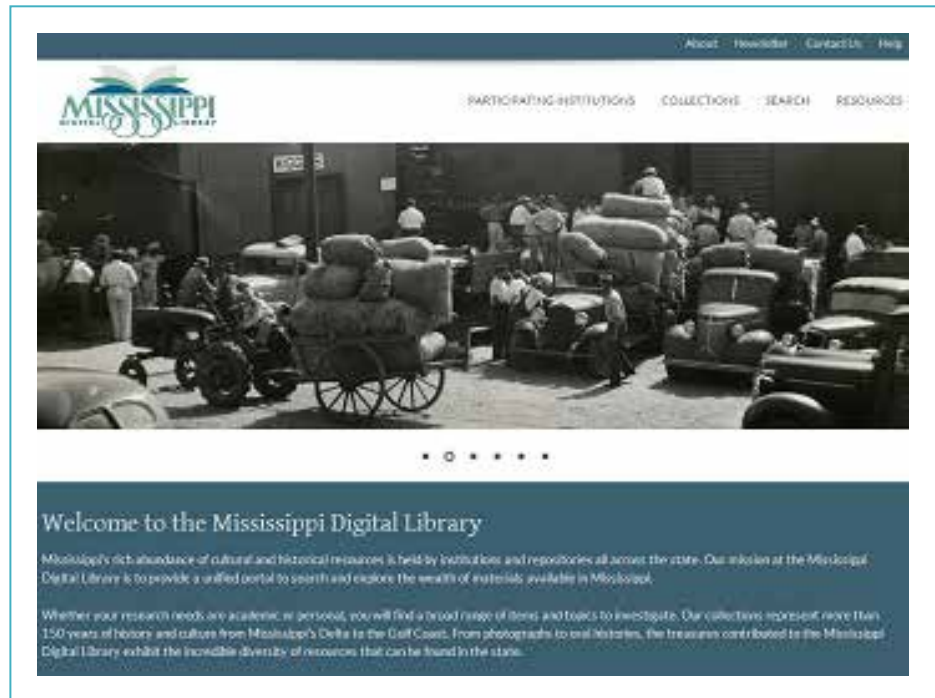 About Newsletter Contact Us Help
MISSISSIPPI
DIGITAL LIBRARY
PARTICIPATING INSTITUTIONS COLLECTIONS SEARCH RESOURCES
Welcome to the Mississippi Digital Library
Mississippi's rich abundance of cultural and historical resources is held by institutions and repositories all across the state. Our mission at the Mississippi
Digital Library is to provide a unified portal to search and explore the wealth of materials available in Mississippi.
Whether your research needs are academic or personal, you will find a broad range of items and topics to investigate. Our collections represent more than
150 years of history and culture from Mississippi's Delta to the Gulf Coast. From photographs to oral histories, the treasures contributed to the Mississippi
Digital Library exhibit the incredible diversity of resources that can be found in the state.